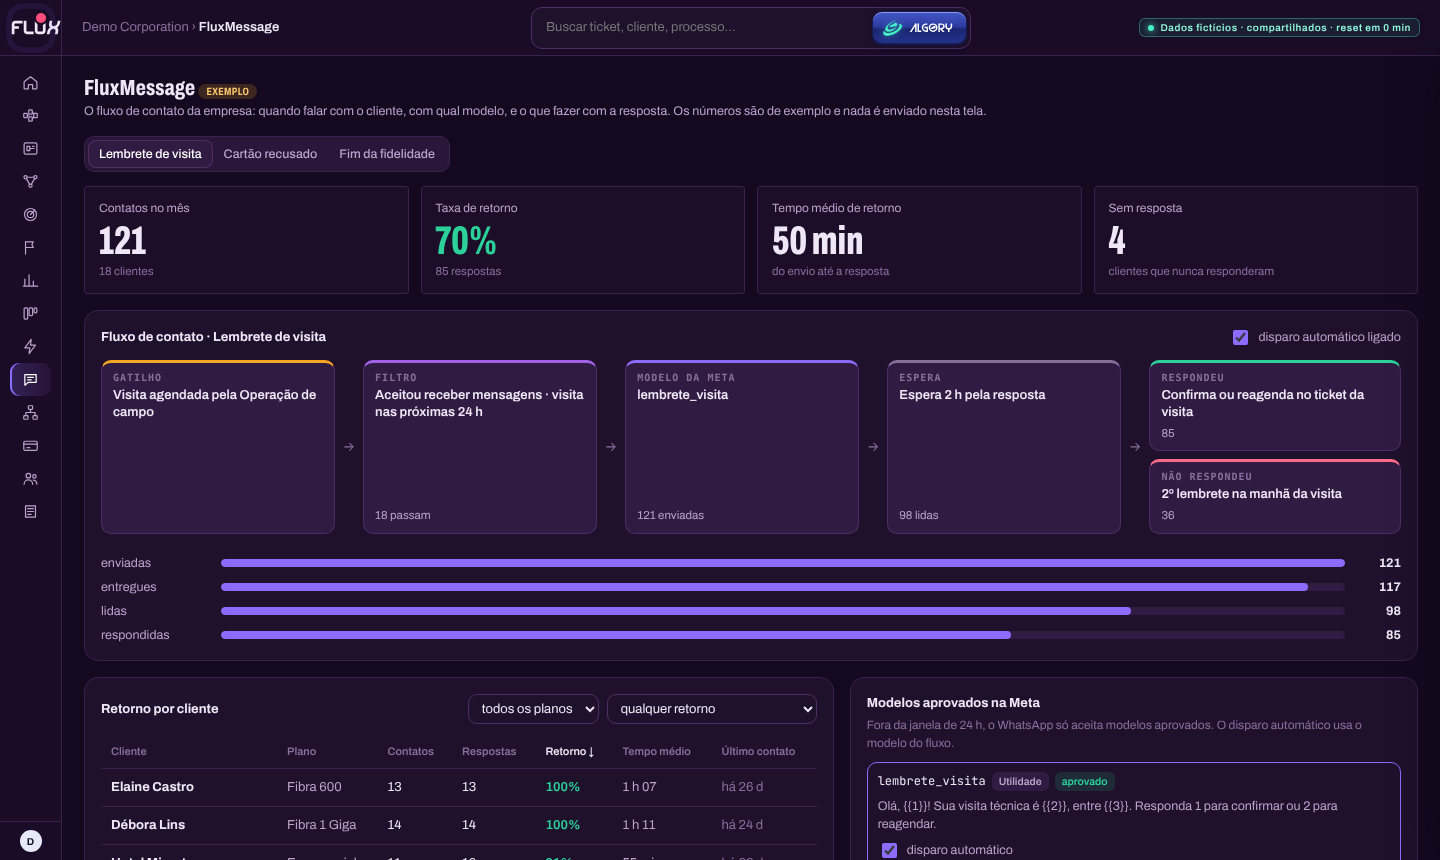 FLUX
Demo Corporation › FluxMessage
Buscar ticket, cliente, processo...
ALGORY
Dados fictícios · compartilhados · reset em 0 min
FluxMessage EXEMPLO
O fluxo de contato da empresa: quando falar com o cliente, com qual modelo, e o que fazer com a resposta. Os números são de exemplo e nada é enviado nesta tela.
Lembrete de visita
Cartão recusado
Fim da fidelidade
Contatos no mês
121
18 clientes
Taxa de retorno
70%
85 respostas
Tempo médio de retorno
50 min
do envio até a resposta
Sem resposta
4
clientes que nunca responderam
Fluxo de contato · Lembrete de visita
disparo automático ligado
GATILHO
Visita agendada pela Operação de
campo
→
FILTRO
Aceitou receber mensagens · visita
nas próximas 24 h
18 passam
→
MODELO DA META
lembrete_visita
121 enviadas
→
ESPERA
Espera 2 h pela resposta
98 lidas
→
RESPONDEU
Confirma ou reagenda no ticket da
visita
85
NÃO RESPONDEU
2º lembrete na manhã da visita
36
enviadas 121
entregues 117
lidas 98
respondidas 85
Retorno por cliente
todos os planos
qualquer retorno
Cliente Plano Contatos Respostas Retorno ↓ Tempo médio Último contato
Elaine Castro Fibra 600 13 13 100% 1 h 07 há 26 d
Débora Lins Fibra 1 Giga 14 14 100% 1 h 11 há 24 d
Modelos aprovados na Meta
Fora da janela de 24 h, o WhatsApp só aceita modelos aprovados. O disparo automático usa o
modelo do fluxo.
lembrete_visita Utilidade aprovado
Olá, {{1}}! Sua visita técnica é {{2}}, entre {{3}}. Responda 1 para confirmar ou 2 para
reagendar.
disparo automático
D